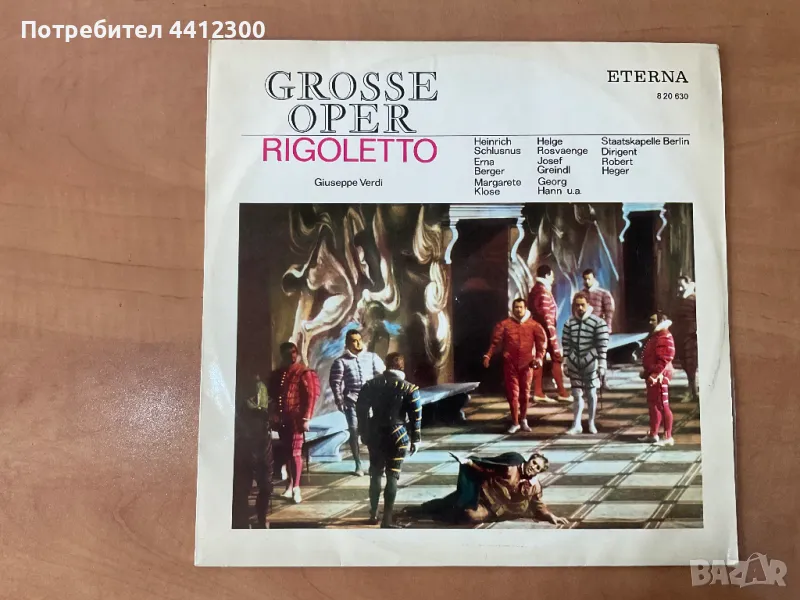 Потребител 4412300
GROSSE
OPER
RIGOLETTO
Giuseppe Verdi
Heinrich
Schlusnus
Erna
Berger
Margarete
Klose
Helge
Rosvaenge
Josef
Greindl
Georg
Hann u.a.
Staatskapelle Berlin
Dirigent
Robert
Heger
ETERNA
8 20 630
BAZAR